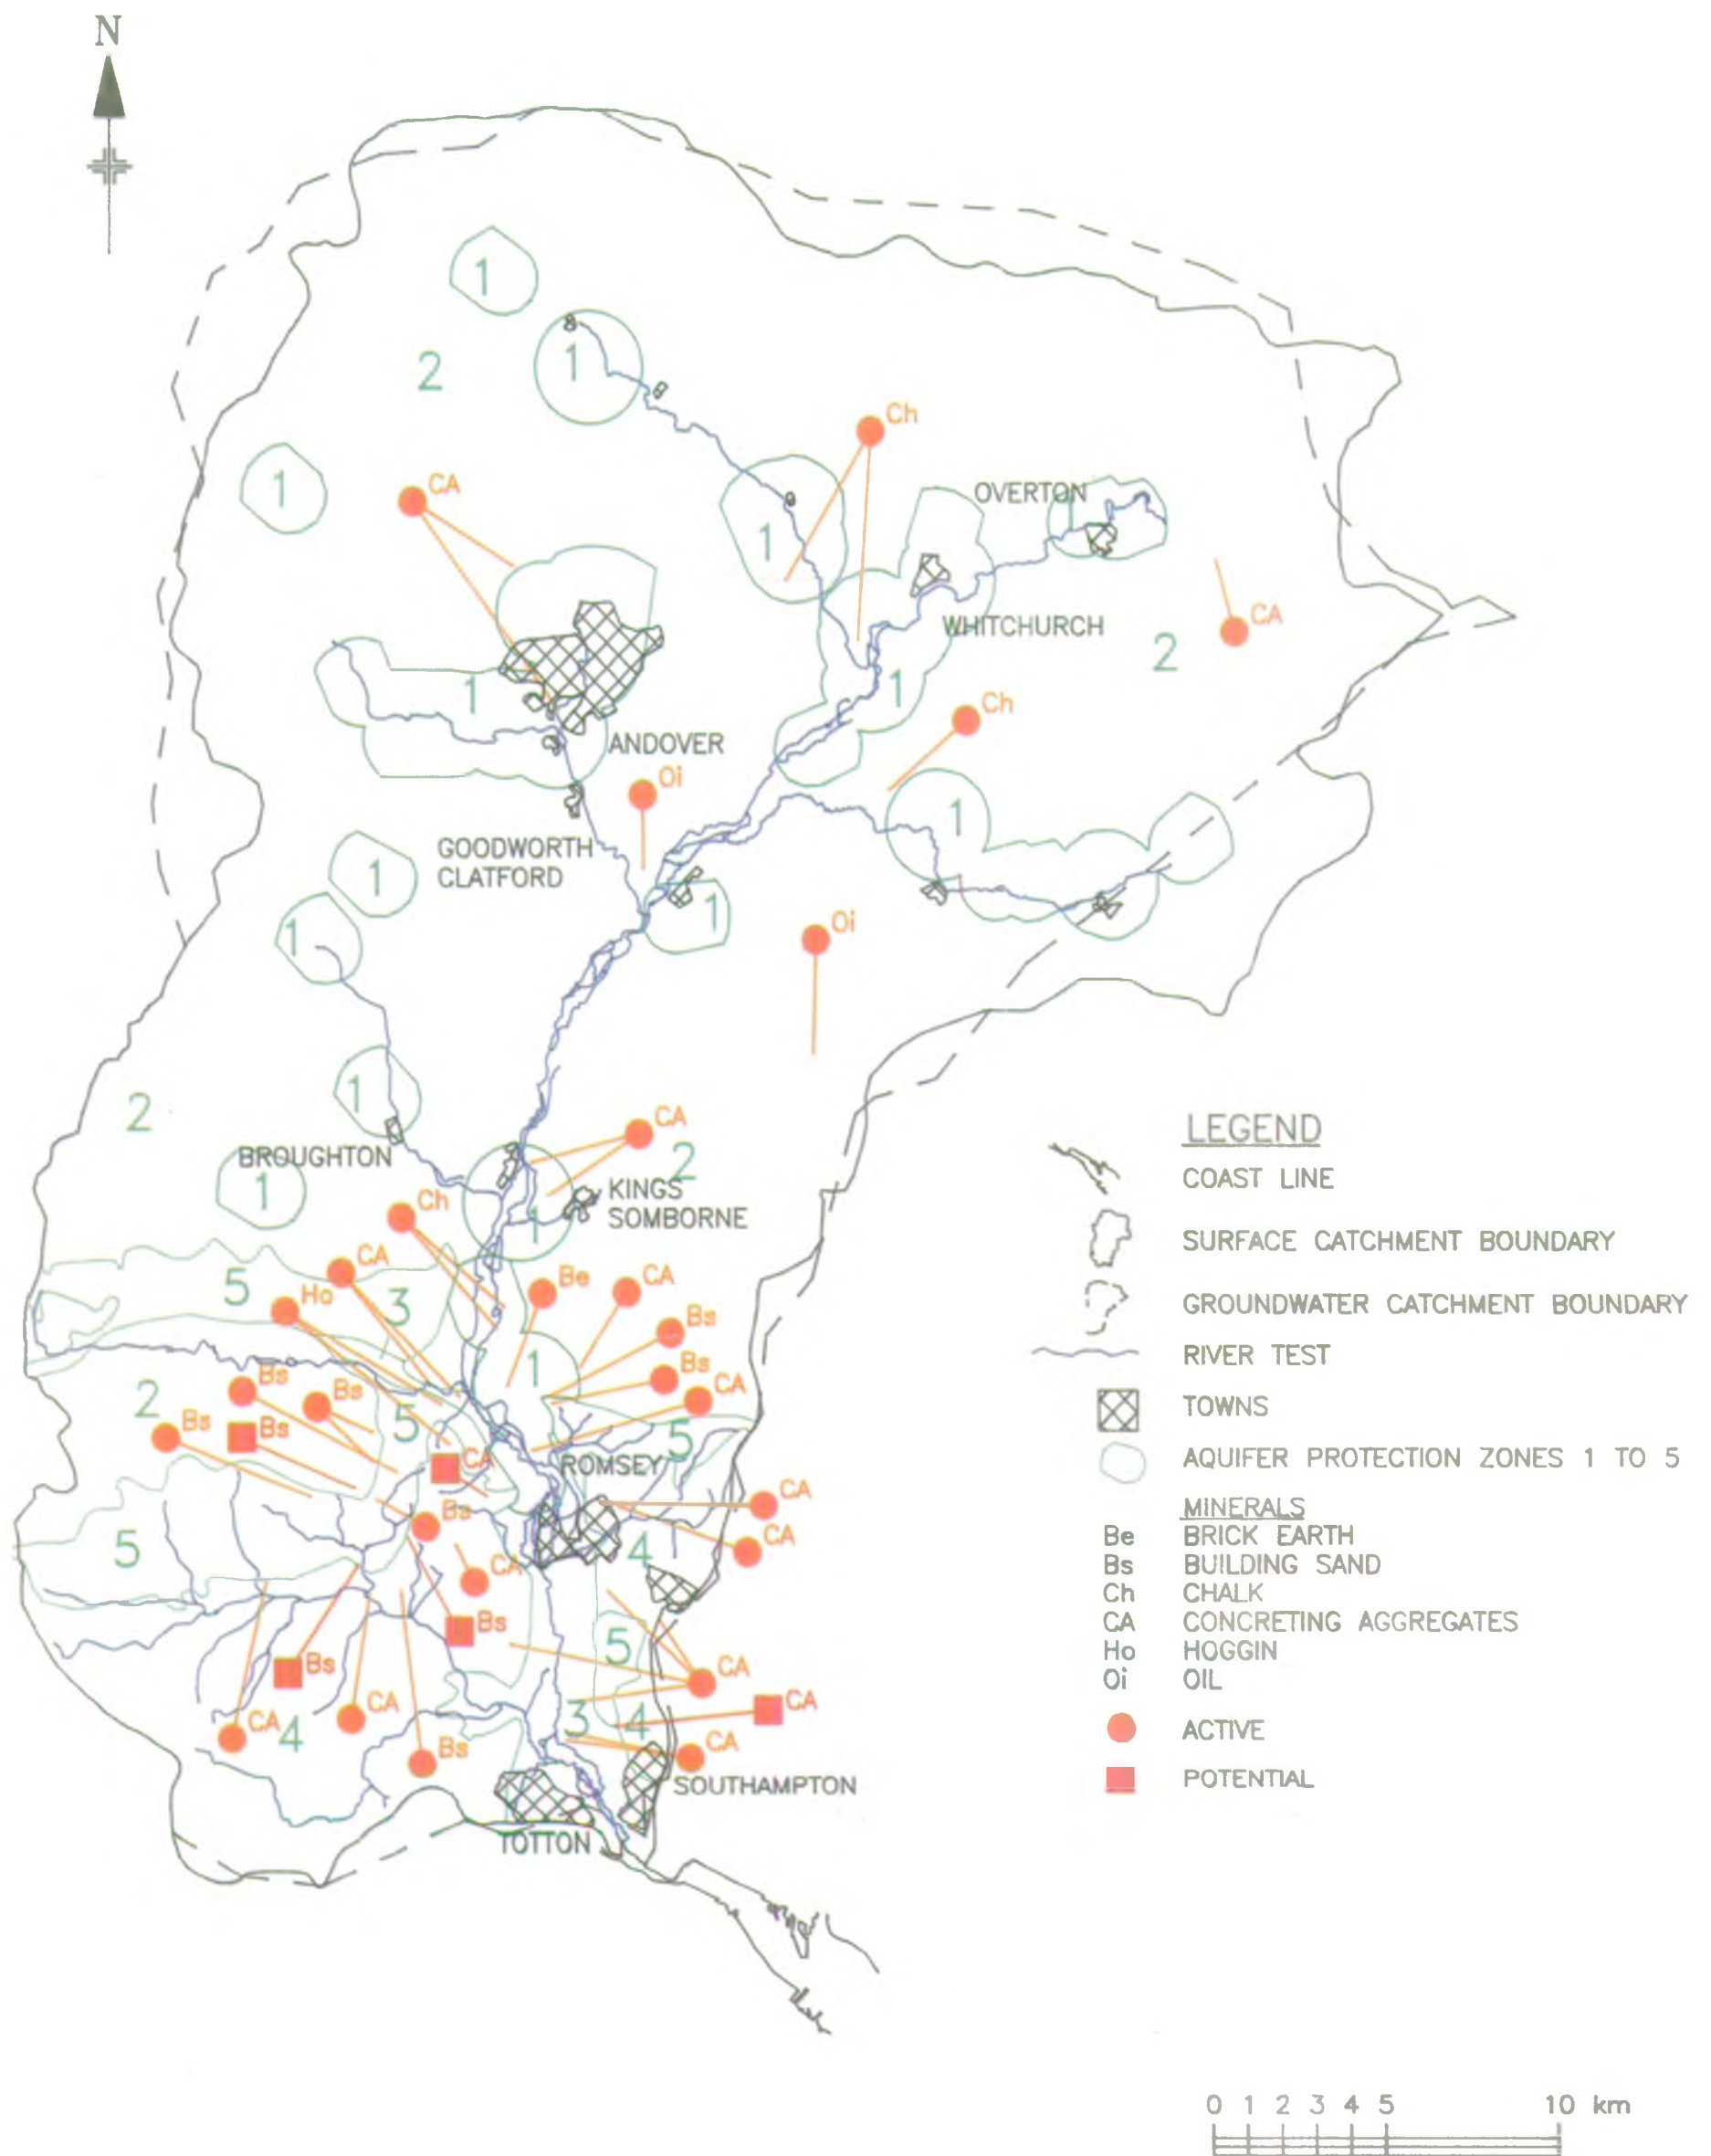 N
1
1
2
Ch
1
CA
OVERTON
1
1
WHITCHURCH
CA
2
1
1
Ch
ANDOVER
Oi
1
GOODWORTH
CLATFORD
1
1
1
Oi
1
2
CA
2
BROUGHTON
1
KINGS
SOMBORNE
1
Ch
CA
5
Ho
3
Be
CA
Bs
1
Bs
CA
Bs
Bs
2
Bs
Bs
5
5
CA
ROMSEY
CA
Bs
CA
4
5
CA
Bs
5
Bs
CA
CA
CA
CA
4
3
4
CA
Bs
SOUTHAMPTON
TOTTON
LEGEND
COAST LINE
SURFACE CATCHMENT BOUNDARY
GROUNDWATER CATCHMENT BOUNDARY
RIVER TEST
TOWNS
AQUIFER PROTECTION ZONES 1 TO 5
MINERALS
Be BRICK EARTH
Bs BUILDING SAND
Ch CHALK
CA CONCRETING AGGREGATES
Ho HOGGIN
Oi OIL
ACTIVE
POTENTIAL
0 1 2 3 4 5 10 km